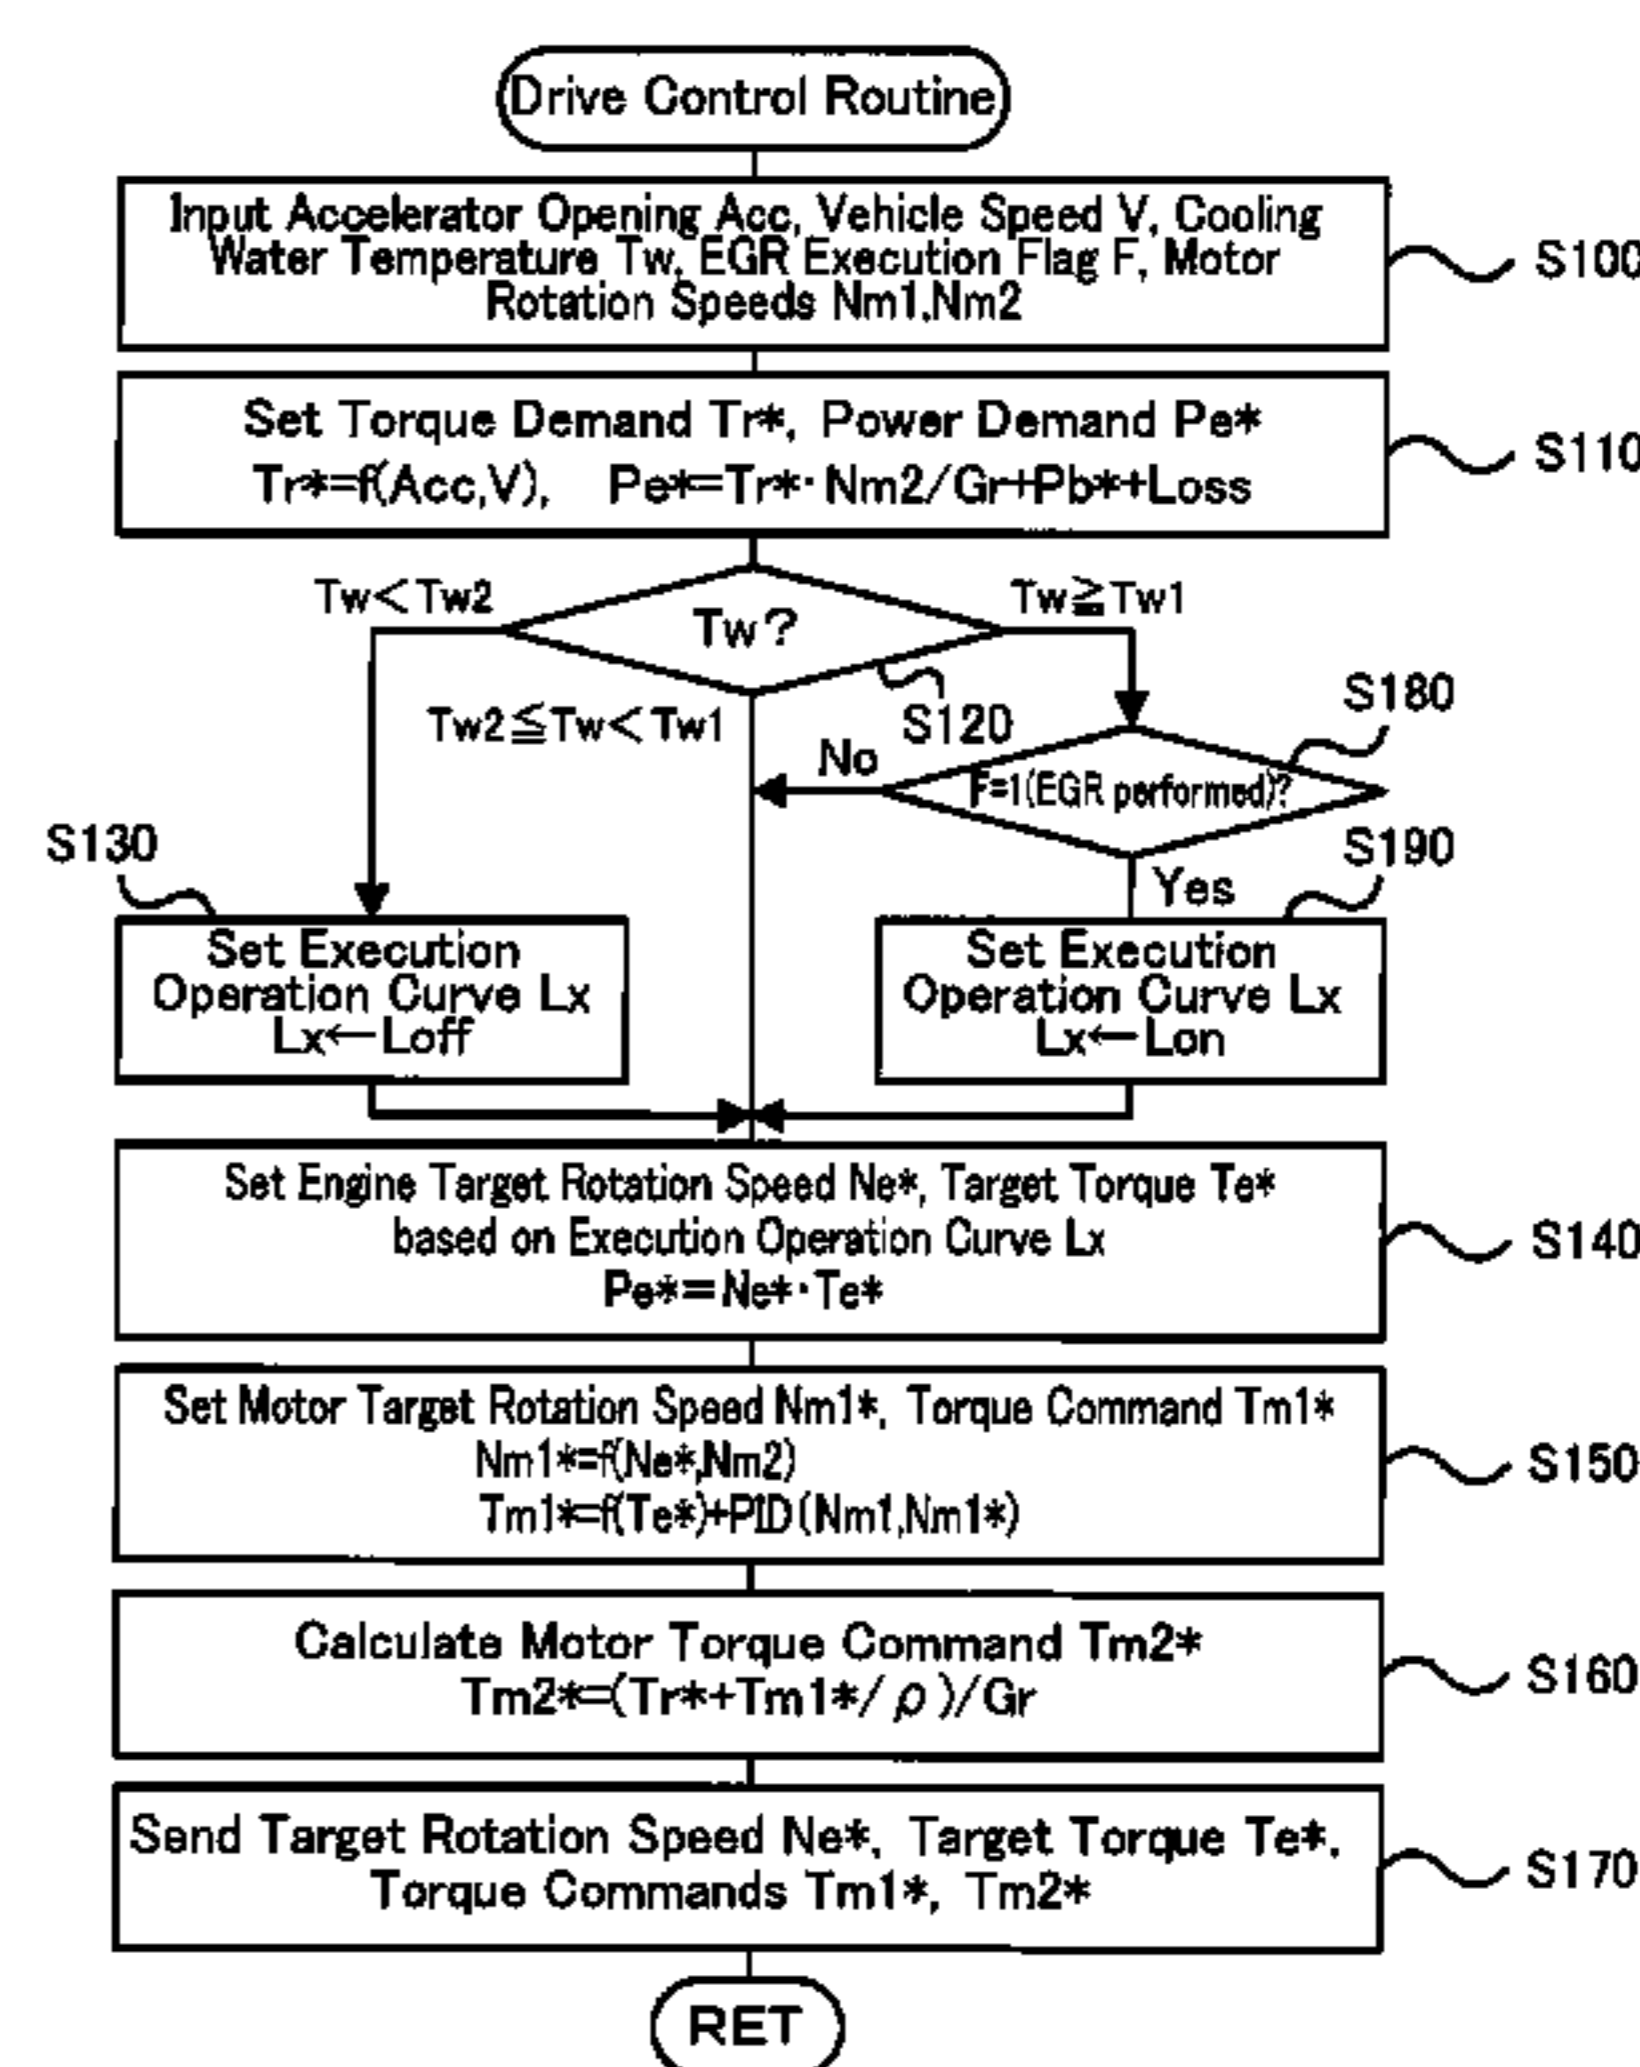 Drive Control Routine
Input Accelerator Opening Acc, Vehicle Speed V, Cooling
Water Temperature Tw, EGR Execution Flag F, Motor
Rotation Speeds Nm1,Nm2
S100
Set Torque Demand Tr*, Power Demand Pe*
Tr*=f(Acc,V), Pe*=Tr*·Nm2/Gr+Pb*+Loss
S110
Tw<Tw2
Tw?
Tw≧Tw1
Tw2≦Tw<Tw1
S120
S180
No
F=1(EGR performed)?
S130
S190
Yes
Set Execution
Operation Curve Lx
Lx←Loff
Set Execution
Operation Curve Lx
Lx←Lon
Set Engine Target Rotation Speed Ne*, Target Torque Te*
based on Execution Operation Curve Lx
Pe*=Ne*·Te*
S140
Set Motor Target Rotation Speed Nm1*, Torque Command Tm1*
Nm1*=f(Ne*,Nm2)
Tm1*=f(Te*)+PID(Nm1,Nm1*)
S150
Calculate Motor Torque Command Tm2*
Tm2*=(Tr*+Tm1*/ρ)/Gr
S160
Send Target Rotation Speed Ne*, Target Torque Te*,
Torque Commands Tm1*, Tm2*
S170
RET